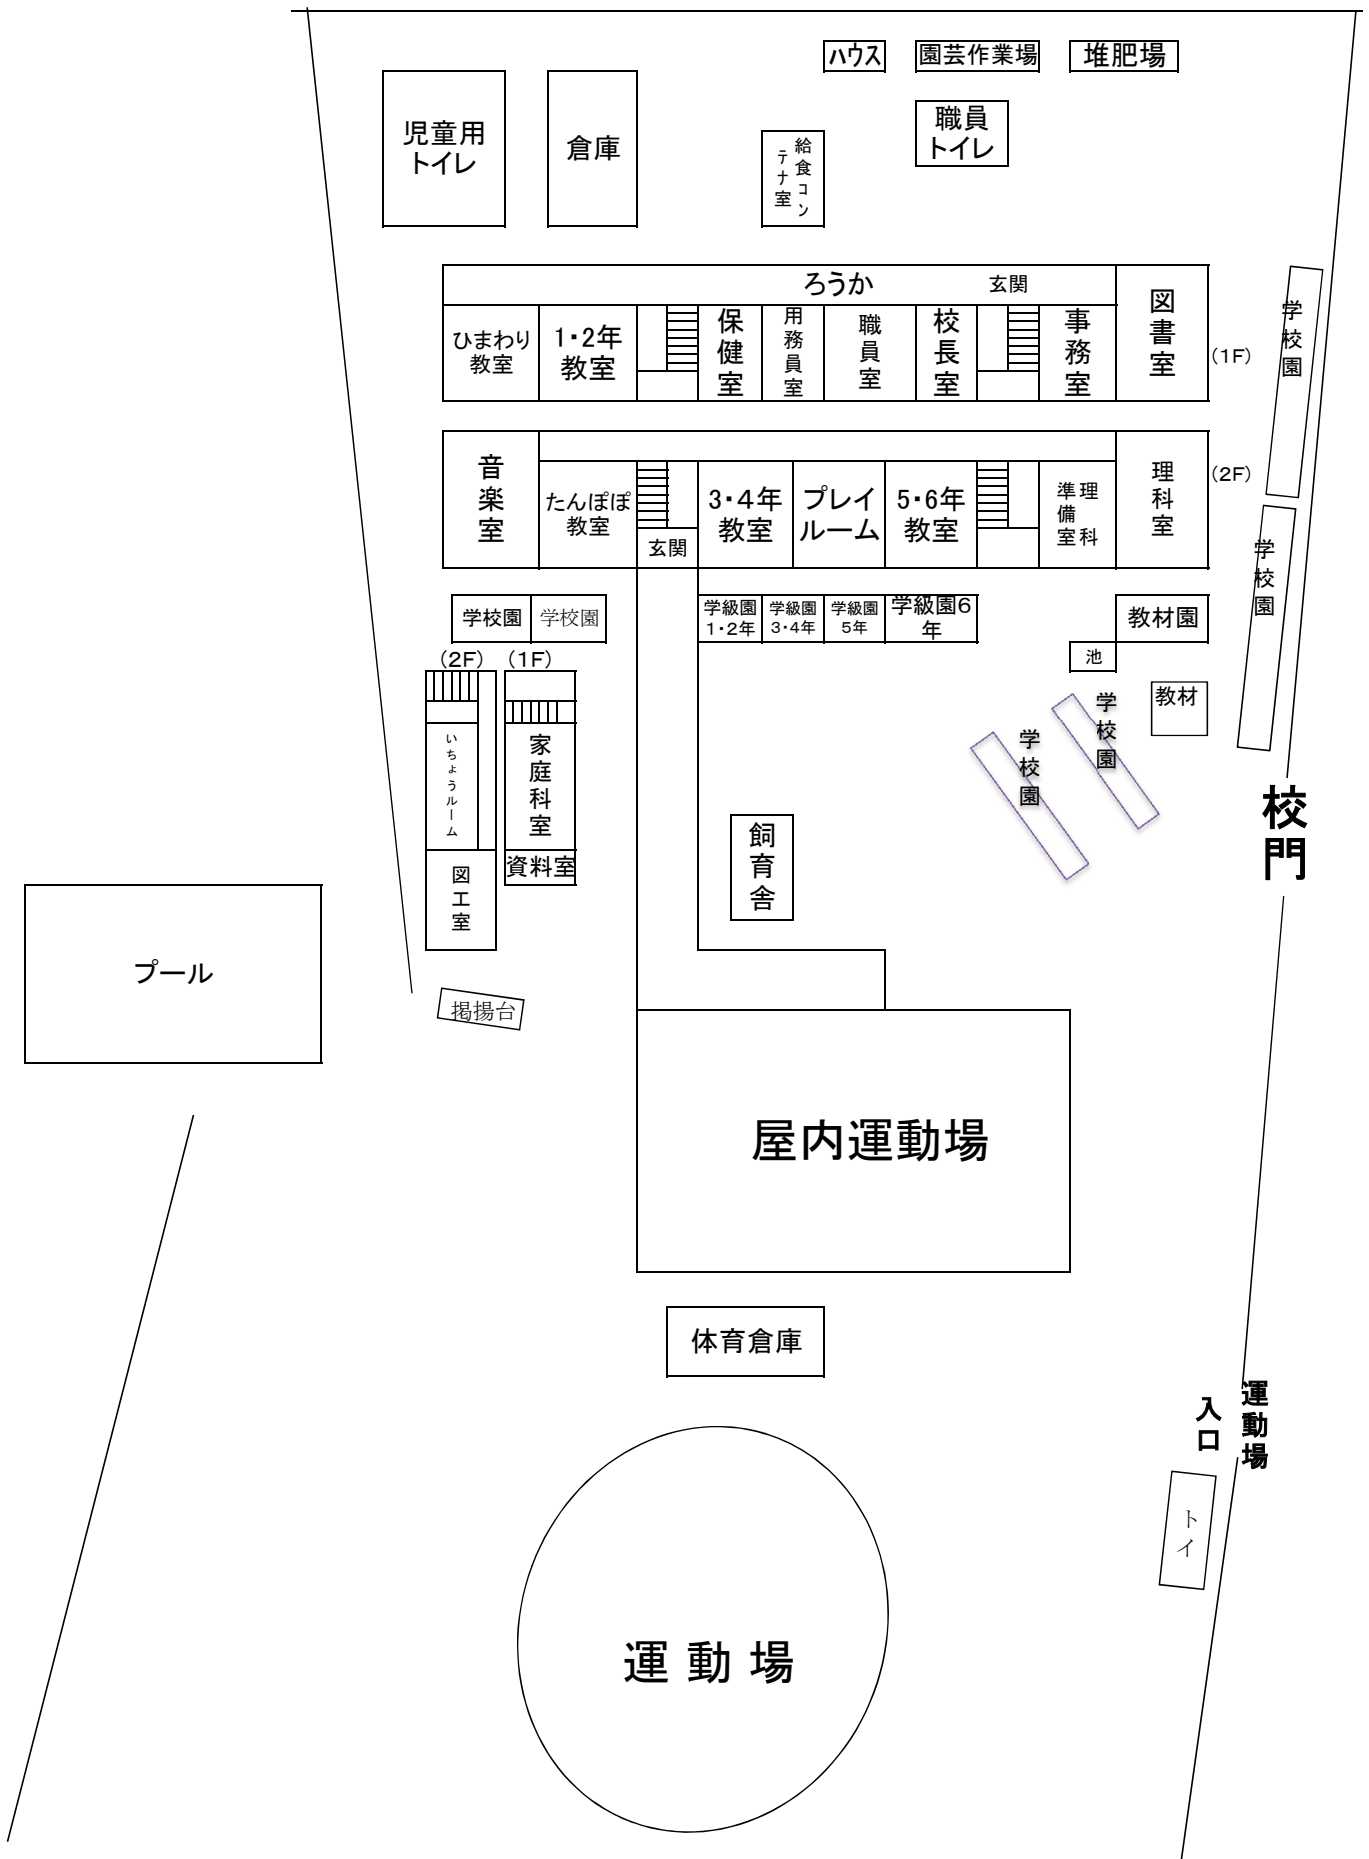 ハウス
園芸作業場
堆肥場
児童用
トイレ
倉庫
給食コン
テナ室
職員
トイレ
ろうか
玄関
ひまわり
教室
1・2年
教室
保健室
用務員室
職員室
校長室
事務室
図書室
(1F)
学校園
音楽室
たんぽぽ
教室
玄関
3・4年
教室
プレイ
ルーム
5・6年
教室
理科
準備室
理科室
(2F)
学校園
学校園
学校園
学級園
1・2年
学級園
3・4年
学級園
5年
学級園6
年
教材園
池
教材
(2F)
(1F)
いちょうルーム
図工室
家庭科室
資料室
学校園
学校園
飼育舎
校門
プール
掲揚台
屋内運動場
体育倉庫
運動場
入口
トイ
運動場